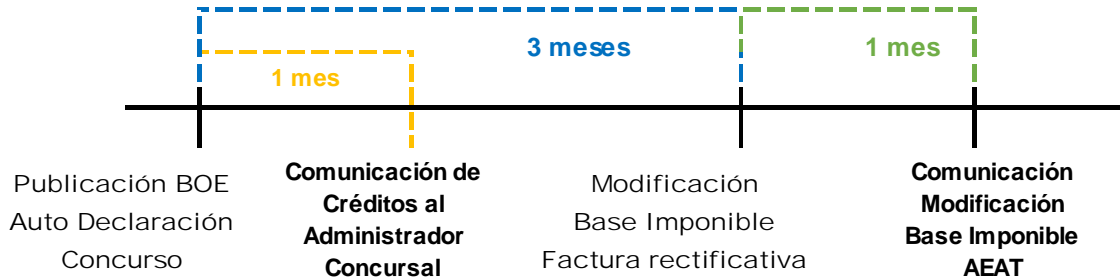 3 meses
1 mes
1 mes
Publicación BOE
Auto Declaración
Concurso
Comunicación de
Créditos al
Administrador
Concursal
Modificación
Base Imponible
Factura rectificativa
Comunicación
Modificación
Base Imponible
AEAT